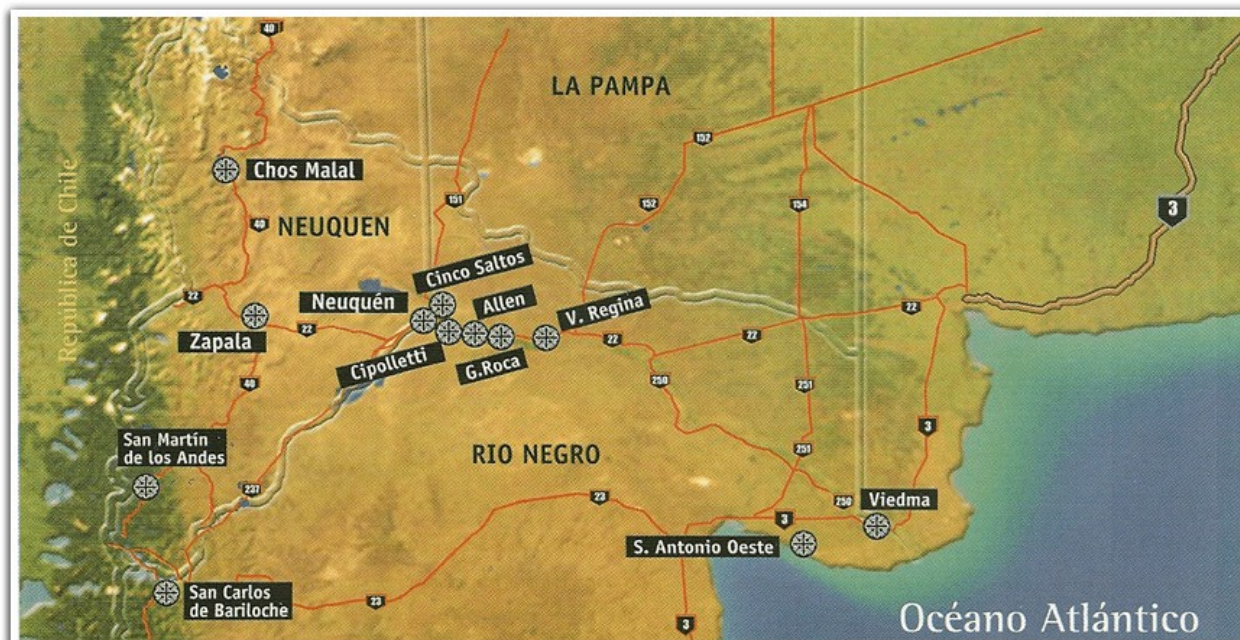 40
LA PAMPA
152
Chos Malal
República de Chile
151
152
154
3
40
NEUQUEN
Cinco Saltos
22
Neuquén
Allen
V. Regina
22
Zapala
22
22
22
Cipolletti
G.Roca
40
250
251
San Martín
de los Andes
3
RIO NEGRO
251
237
23
250
Viedma
3
S. Antonio Oeste
San Carlos
de Bariloche
23
3
Océano Atlántico